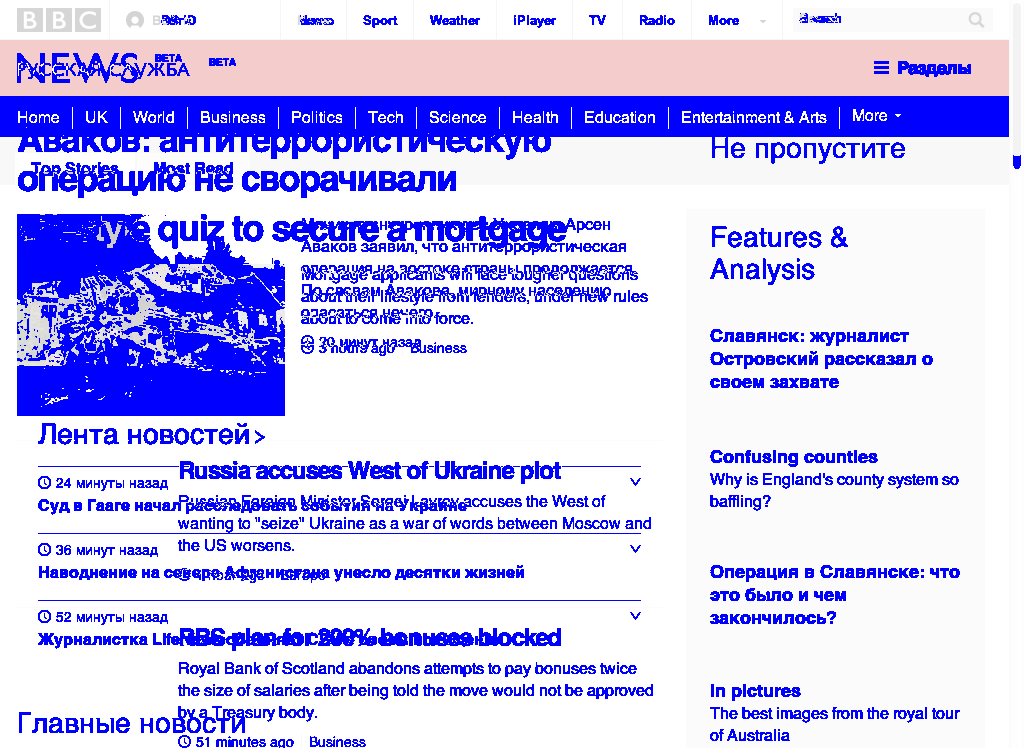 BBC
Sport
Weather
iPlayer
TV
Radio
More
NEWS BETA BETA
РУССКАЯ СЛУЖБА
Разделы
Home
UK
World
Business
Politics
Tech
Science
Health
Education
Entertainment & Arts
More
Аваков: антитеррористическую
операцию не сворачивали
Top Stories
Most Read
quiz to secure a mortgage
Арсен
Аваков заявил, что антитеррористическая
операция на востоке страны продолжается.
Mortgage applicants will face tougher questions
По словам Авакова, мирному населению
about their lifestyle from lenders, under new rules
опасаться нечего.
about to come into force.
20 минут назад
3 hours ago Business
Лента новостей
24 минуты назад
Суд в Гааге начал расследовать события на Украине
36 минут назад
Наводнение на севере Афганистана унесло десятки жизней
52 минуты назад
Журналистка
Russia accuses West of Ukraine plot
Russian Foreign Minister Sergei Lavrov accuses the West of
wanting to "seize" Ukraine as a war of words between Moscow and
the US worsens.
RBS plan for 200% bonuses blocked
Royal Bank of Scotland abandons attempts to pay bonuses twice
the size of salaries after being told the move would not be approved
by a Treasury body.
51 minutes ago Business
Главные новости
Не пропустите
Features &
Analysis
Славянск: журналист
Островский рассказал о
своем захвате
Confusing counties
Why is England's county system so
baffling?
Операция в Славянске: что
это было и чем
закончилось?
In pictures
The best images from the royal tour
of Australia